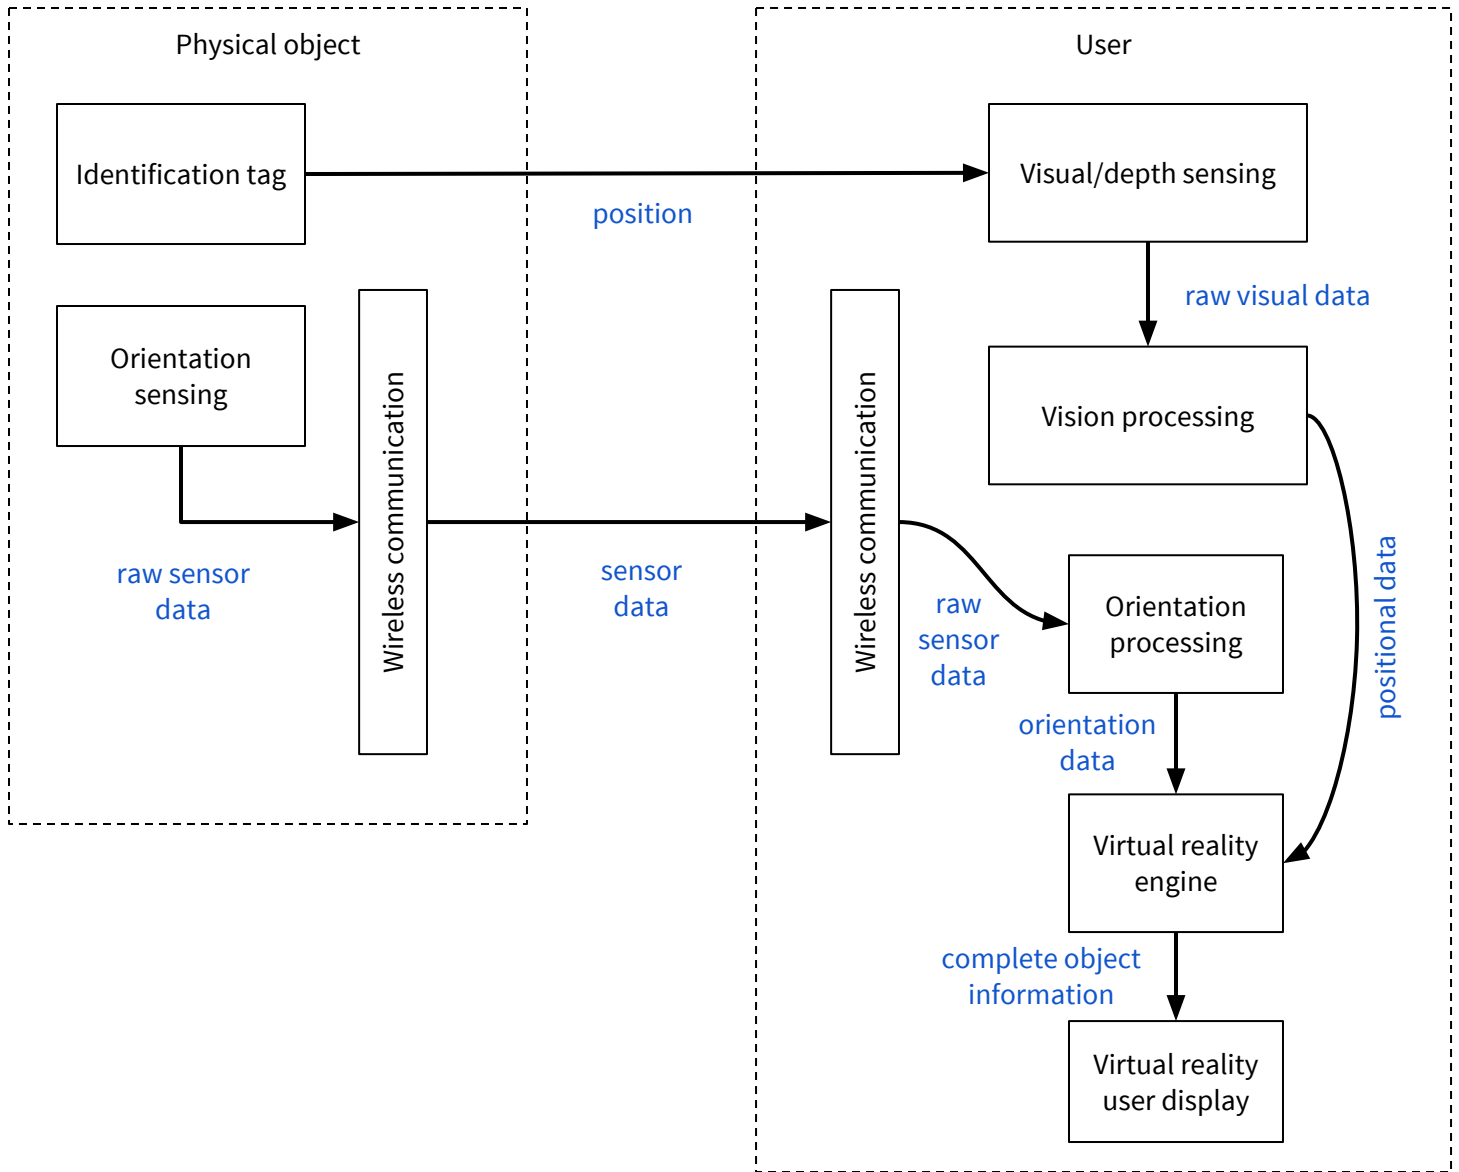 Physical object
User
Identification tag
position
Visual/depth sensing
raw visual data
Orientation
sensing
raw sensor
data
Wireless communication
sensor
data
Wireless communication
raw
sensor
data
Vision processing
positional data
Orientation
processing
orientation
data
Virtual reality
engine
complete object
information
Virtual reality
user display